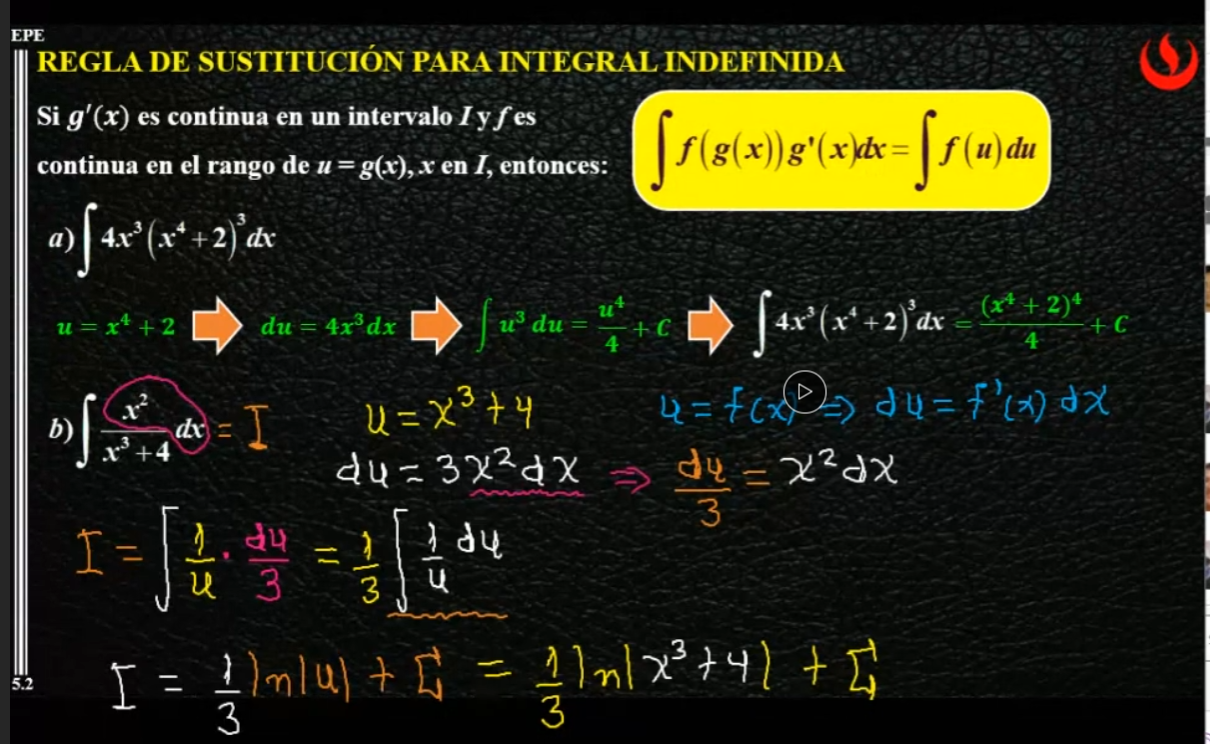 EPE
REGLA DE SUSTITUCIÓN PARA INTEGRAL INDEFINIDA
Si g'(x) es continua en un intervalo I y f es
continua en el rango de u = g(x), x en I, entonces:
∫ f(g(x))g'(x)dx = ∫ f(u)du
a) ∫ 4x³(x⁴+2)³dx
u = x⁴ + 2 du = 4x³dx ∫ u³ du = u⁴/4 + C ∫ 4x³(x⁴+2)³dx = (x⁴ + 2)⁴/4 + C
b) ∫ x²/(x³+4) dx = I u = x³ + 4 u = f(x) ⇒ du = f'(x) dx
du = 3x²dx ⇒ du/3 = x²dx
I = ∫ 1/u · du/3 = 1/3 ∫ 1/u du
I = 1/3 ln|u| + C = 1/3 ln|x³+4| + C
5.2